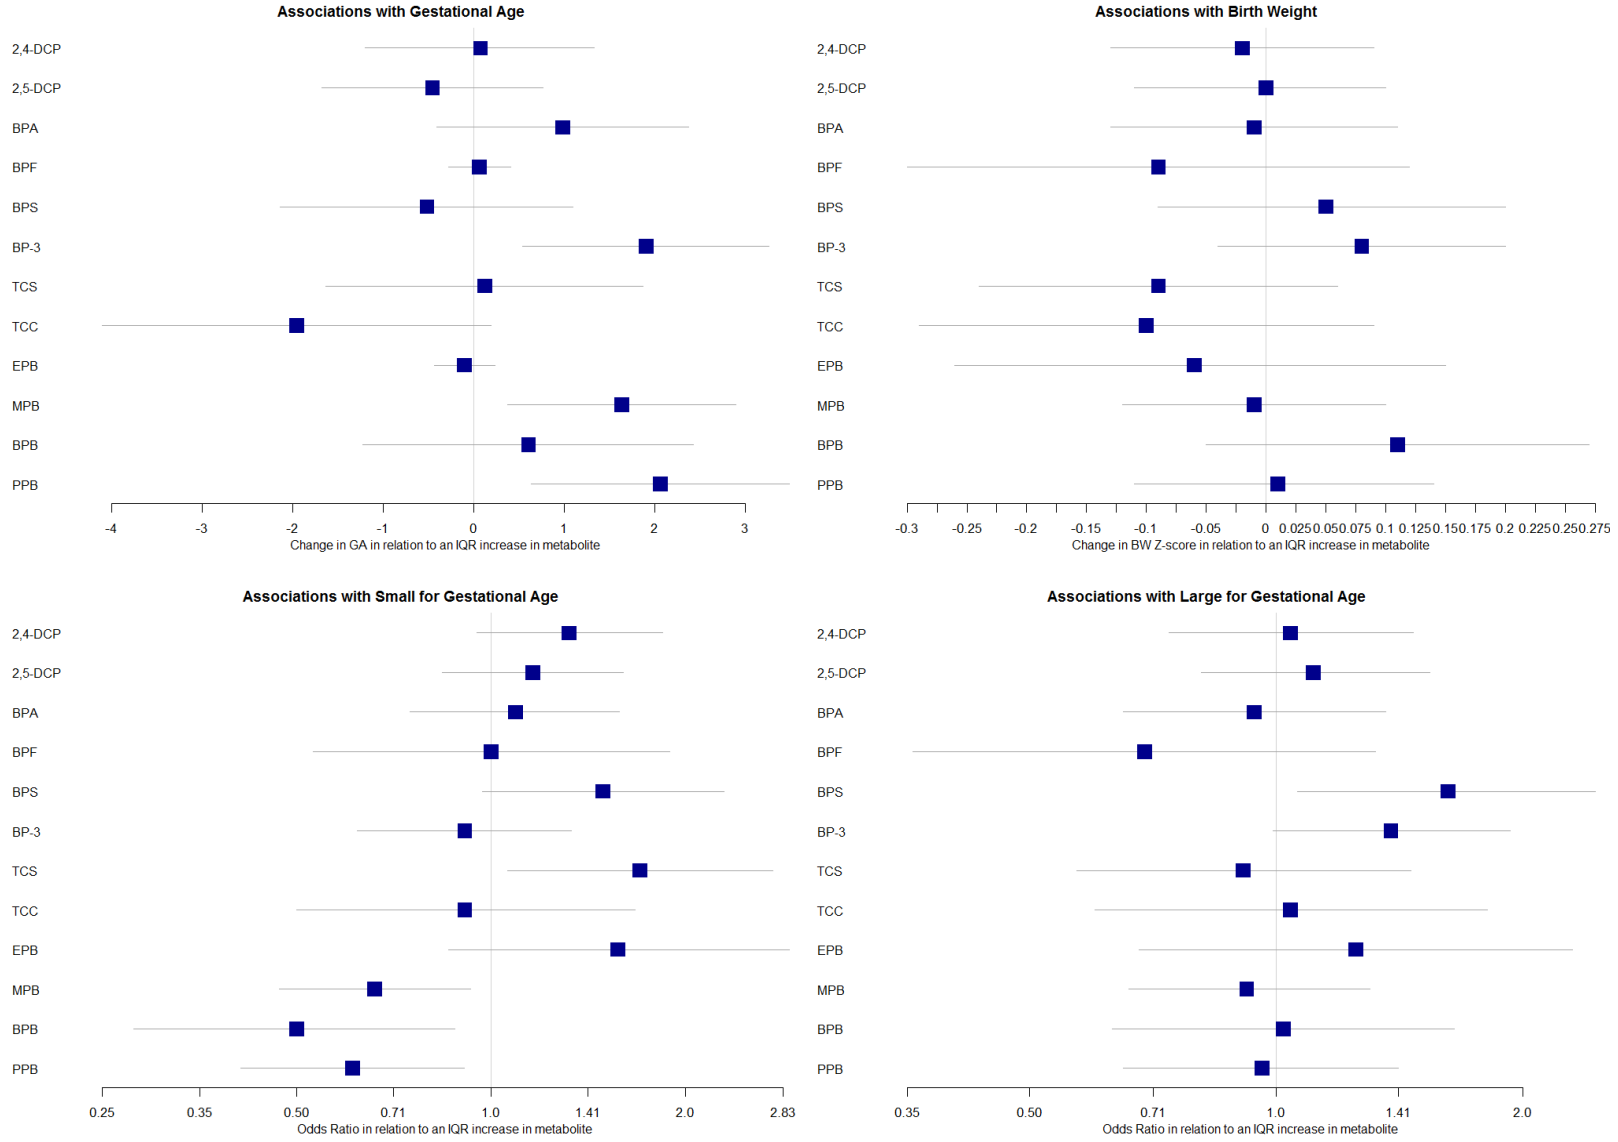 Associations with Gestational Age
2,4-DCP
2,5-DCP
BPA
BPF
BPS
BP-3
TCS
TCC
EPB
MPB
BPB
PPB
-4 -3 -2 -1 0 1 2 3
Change in GA in relation to an IQR increase in metabolite
Associations with Birth Weight
2,4-DCP
2,5-DCP
BPA
BPF
BPS
BP-3
TCS
TCC
EPB
MPB
BPB
PPB
-0.3 -0.25 -0.2 -0.15 -0.1 -0.05 0 0.025 0.05 0.075 0.1 0.125 0.15 0.175 0.2 0.225 0.25 0.275
Change in BW Z-score in relation to an IQR increase in metabolite
Associations with Small for Gestational Age
2,4-DCP
2,5-DCP
BPA
BPF
BPS
BP-3
TCS
TCC
EPB
MPB
BPB
PPB
0.25 0.35 0.50 0.71 1.0 1.41 2.0 2.83
Odds Ratio in relation to an IQR increase in metabolite
Associations with Large for Gestational Age
2,4-DCP
2,5-DCP
BPA
BPF
BPS
BP-3
TCS
TCC
EPB
MPB
BPB
PPB
0.35 0.50 0.71 1.0 1.41 2.0
Odds Ratio in relation to an IQR increase in metabolite